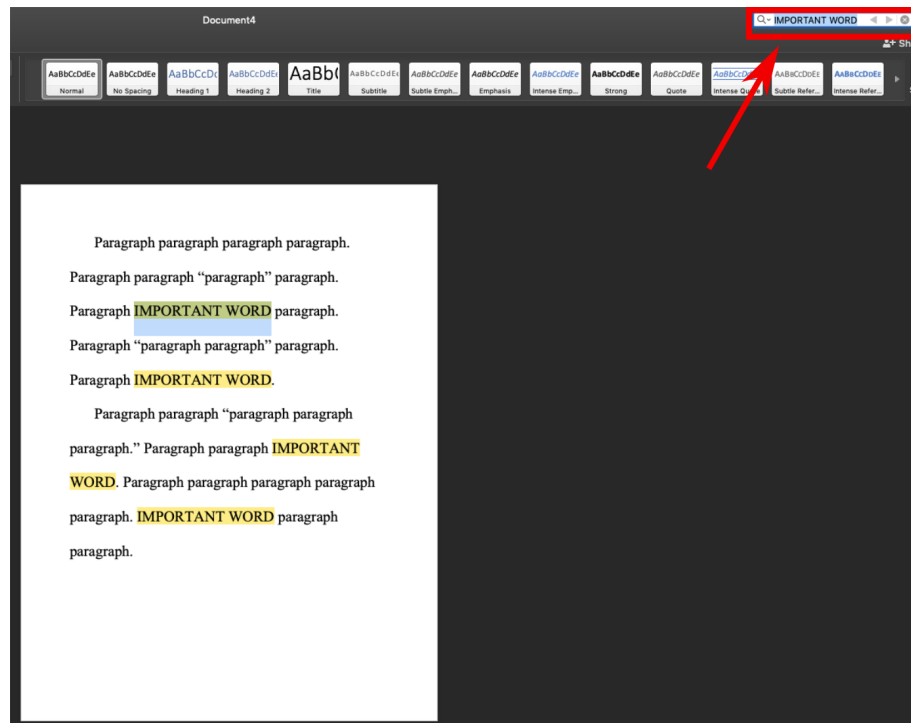 Document4
IMPORTANT WORD
Sh
AaBbCcDdEe AaBbCcDdEe AaBbCcDc AaBbCcDdEe AaBb( AaBbCcDdEe AaBbCcDdEe AaBbCcDdEe AaBbCcDdEe AaBbCcDdEe AaBbCcDdEe AaBbCcDdEe AaBbCcDdEe
Normal No Spacing Heading 1 Heading 2 Title Subtitle Subtle Emph... Emphasis Intense Emp... Strong Quote Subtle Refer... Intense Refer...
Paragraph paragraph paragraph paragraph.
Paragraph paragraph “paragraph” paragraph.
Paragraph IMPORTANT WORD paragraph.
Paragraph “paragraph paragraph” paragraph.
Paragraph IMPORTANT WORD.
Paragraph paragraph “paragraph paragraph
paragraph.” Paragraph paragraph IMPORTANT
WORD. Paragraph paragraph paragraph paragraph
paragraph. IMPORTANT WORD paragraph
paragraph.